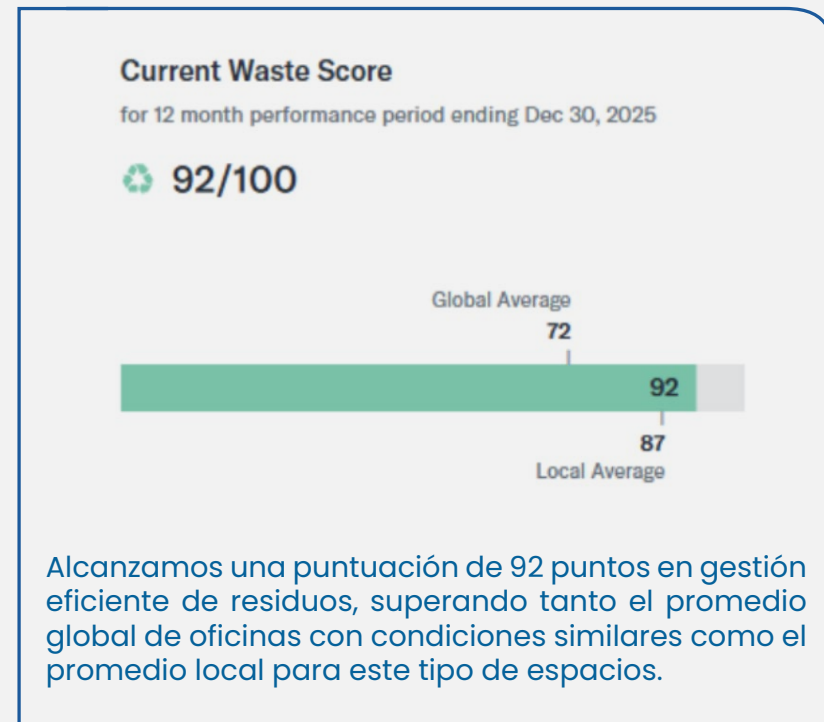 Current Waste Score
for 12 month performance period ending Dec 30, 2025
92/100
Global Average
72
92
87
Local Average
Alcanzamos una puntuación de 92 puntos en gestión
eficiente de residuos, superando tanto el promedio
global de oficinas con condiciones similares como el
promedio local para este tipo de espacios.